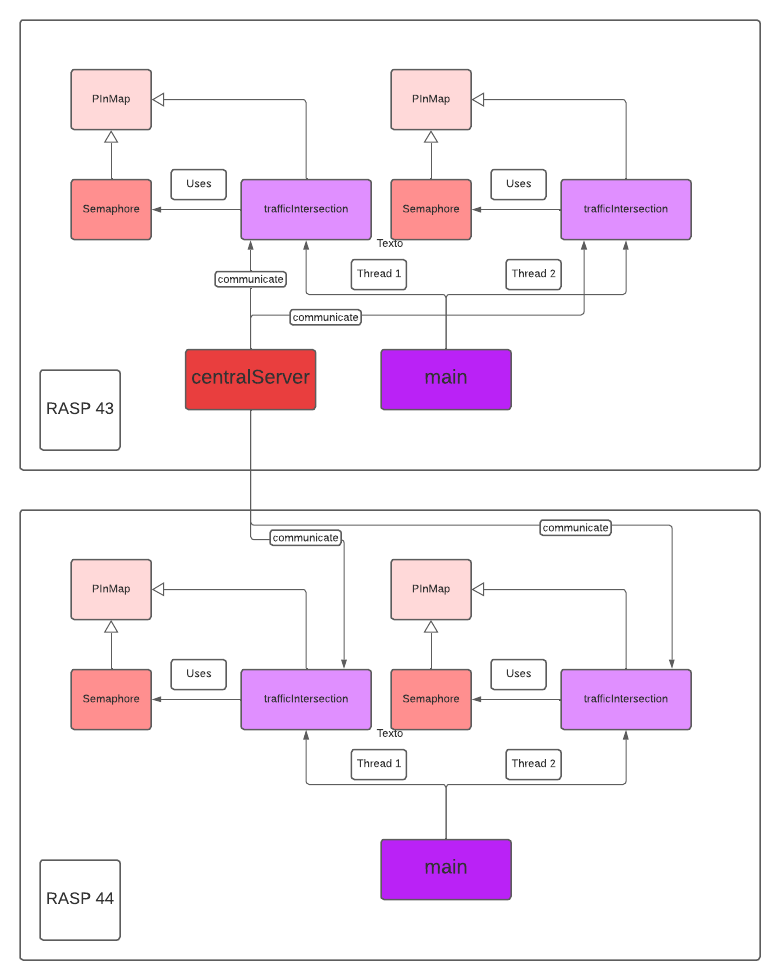 PInMap
PInMap
Semaphore
Uses
trafficIntersection
Semaphore
Uses
trafficIntersection
Texto
communicate
Thread 1
Thread 2
communicate
centralServer
main
RASP 43
communicate
communicate
PInMap
PInMap
Semaphore
Uses
trafficIntersection
Semaphore
Uses
trafficIntersection
Texto
Thread 1
Thread 2
main
RASP 44